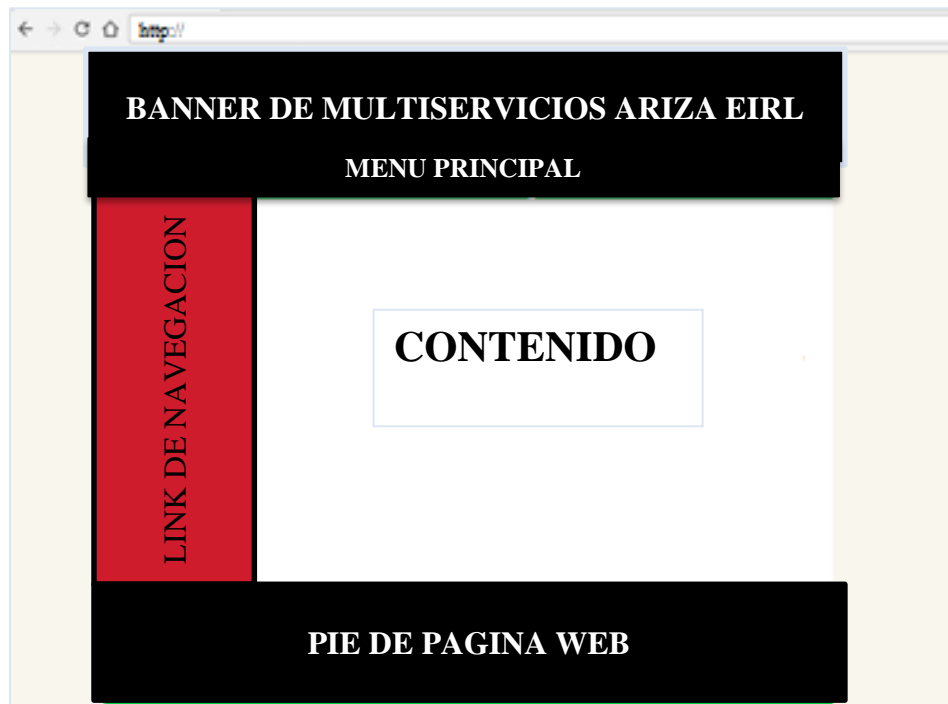 http://
BANNER DE MULTISERVICIOS ARIZA EIRL
MENU PRINCIPAL
LINK DE NAVEGACION
CONTENIDO
PIE DE PAGINA WEB